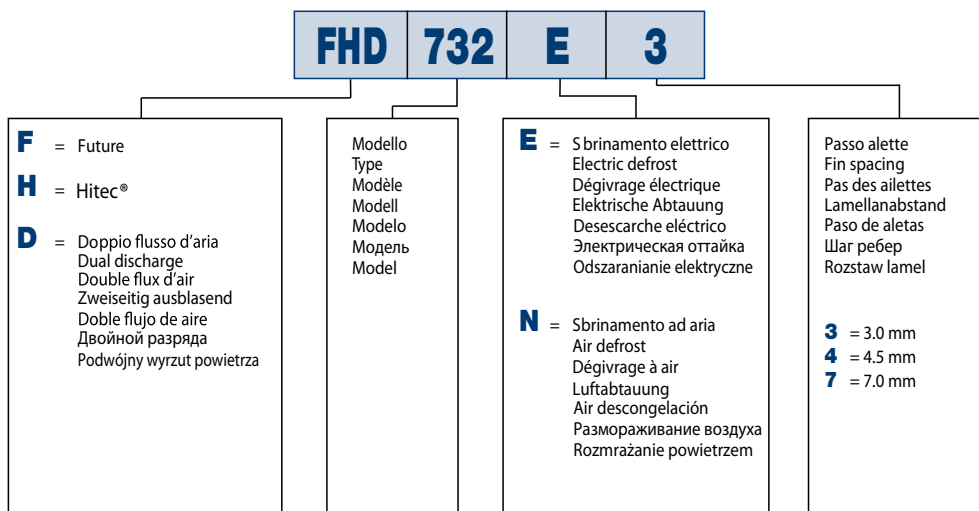 FHD 732 E 3
F = Future
H = Hitec®
D = Doppio flusso d'aria
Dual discharge
Double flux d'air
Zweiseitig ausblasend
Doble flujo de aire
Двойной разряда
Podwójny wyrzut powietrza
Modello
Type
Modèle
Modell
Modelo
Модель
Model
E = S brinamento elettrico
Electric defrost
Dégivrage électrique
Elektrische Abtauung
Desescarche eléctrico
Электрическая оттайка
Odszaranianie elektryczne
N = Sbrinamento ad aria
Air defrost
Dégivrage à air
Luftabtauung
Air descongelación
Размораживание воздуха
Rozmrażanie powietrzem
Passo alette
Fin spacing
Pas des ailettes
Lamellanabstand
Paso de aletas
Шаг ребер
Rozstaw lamel
3 = 3.0 mm
4 = 4.5 mm
7 = 7.0 mm